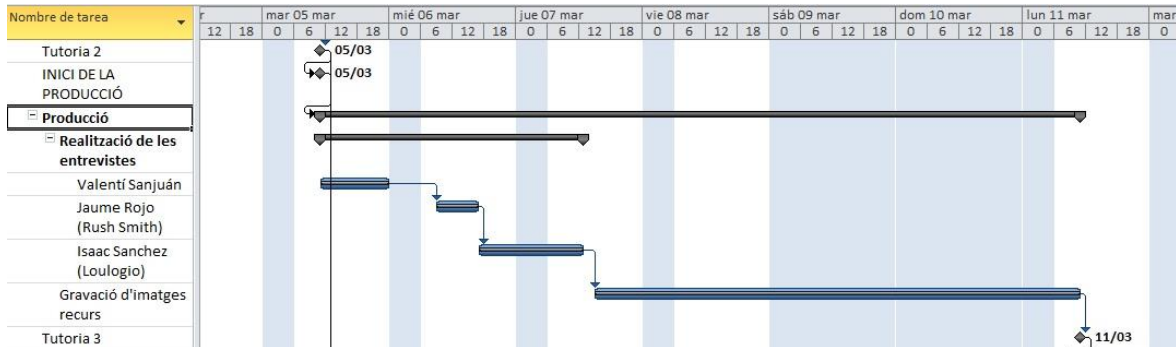 Nombre de tarea
r mar 05 mar mié 06 mar jue 07 mar vie 08 mar sáb 09 mar dom 10 mar lun 11 mar mar
12 18 0 6 12 18 0 6 12 18 0 6 12 18 0 6 12 18 0 6 12 18 0 6 12 18 0 6 12 18 0
Tutoria 2
05/03
INICI DE LA
PRODUCCIÓ
05/03
Producció
Realització de les
entrevistes
Valentí Sanjuán
Jaume Rojo
(Rush Smith)
Isaac Sanchez
(Loulogio)
Gravació d'imatges
recurs
Tutoria 3
11/03